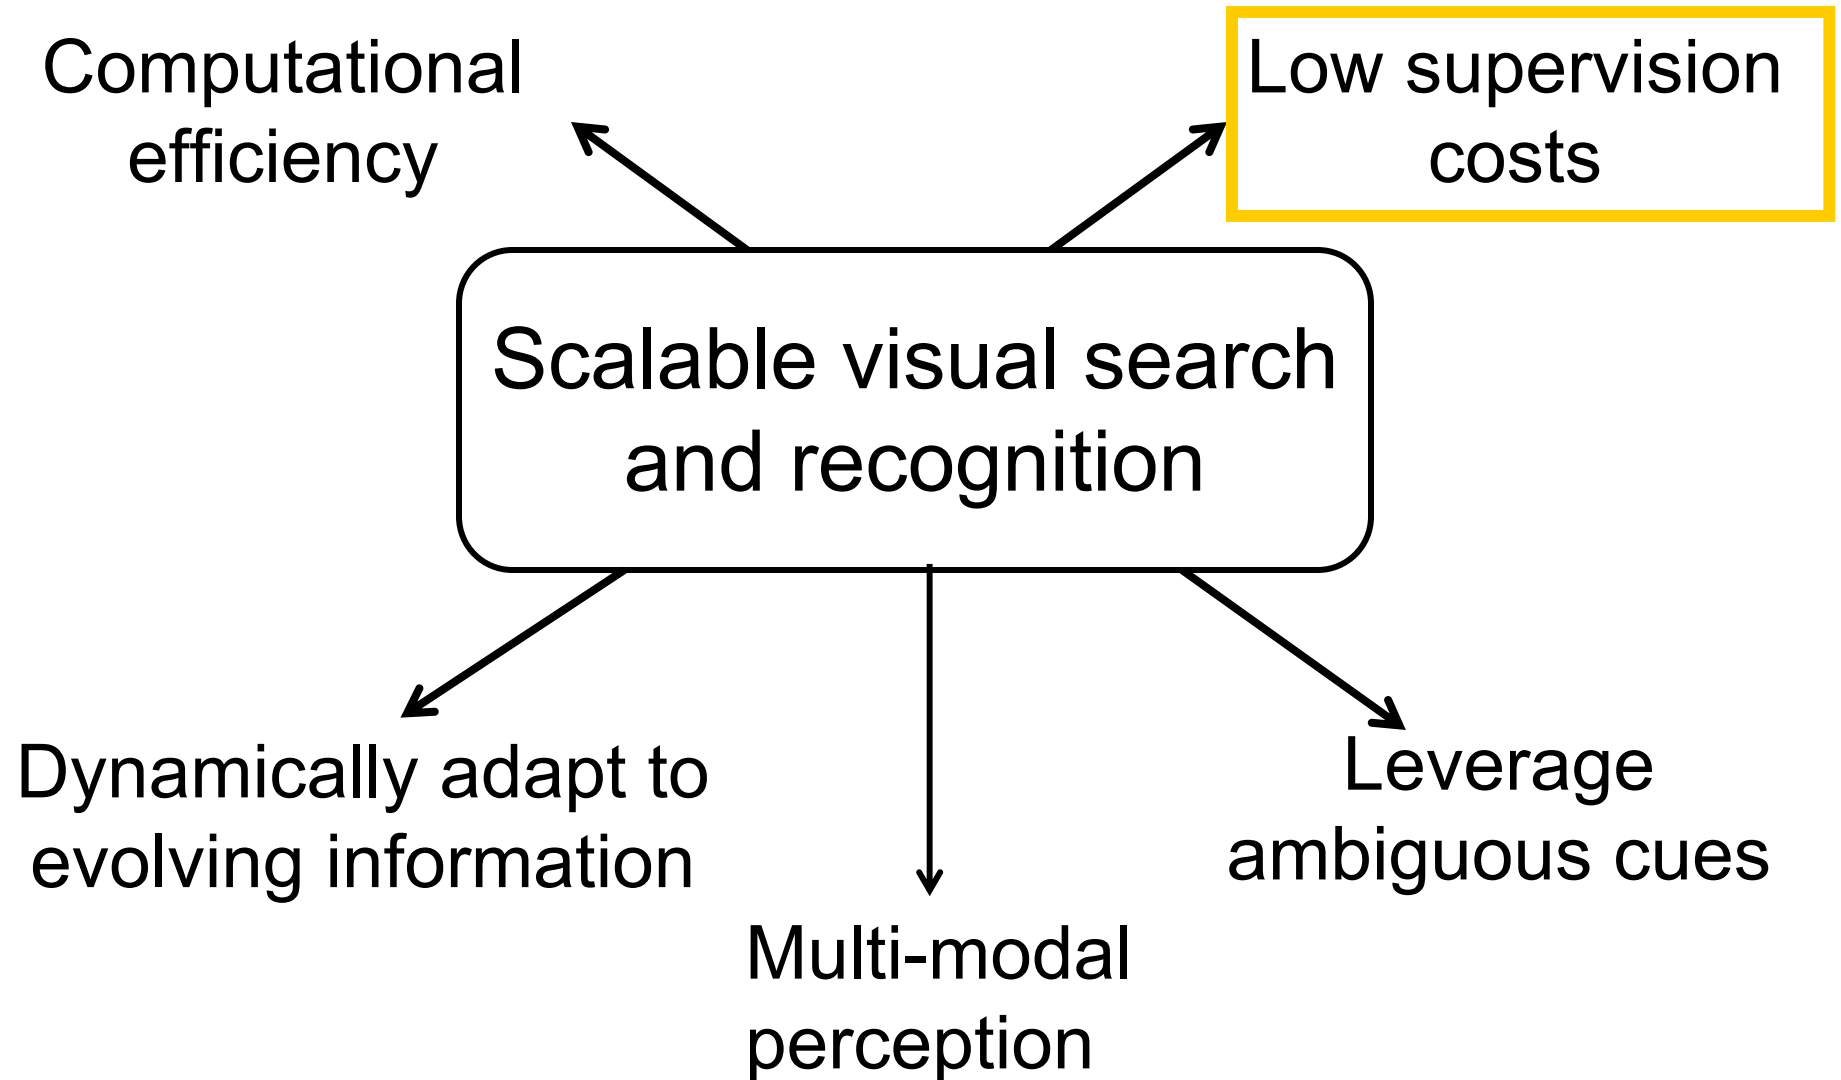 Computational
efficiency
Low supervision
costs
Scalable visual search
and recognition
Dynamically adapt to
evolving information
Leverage
ambiguous cues
Multi-modal
perception